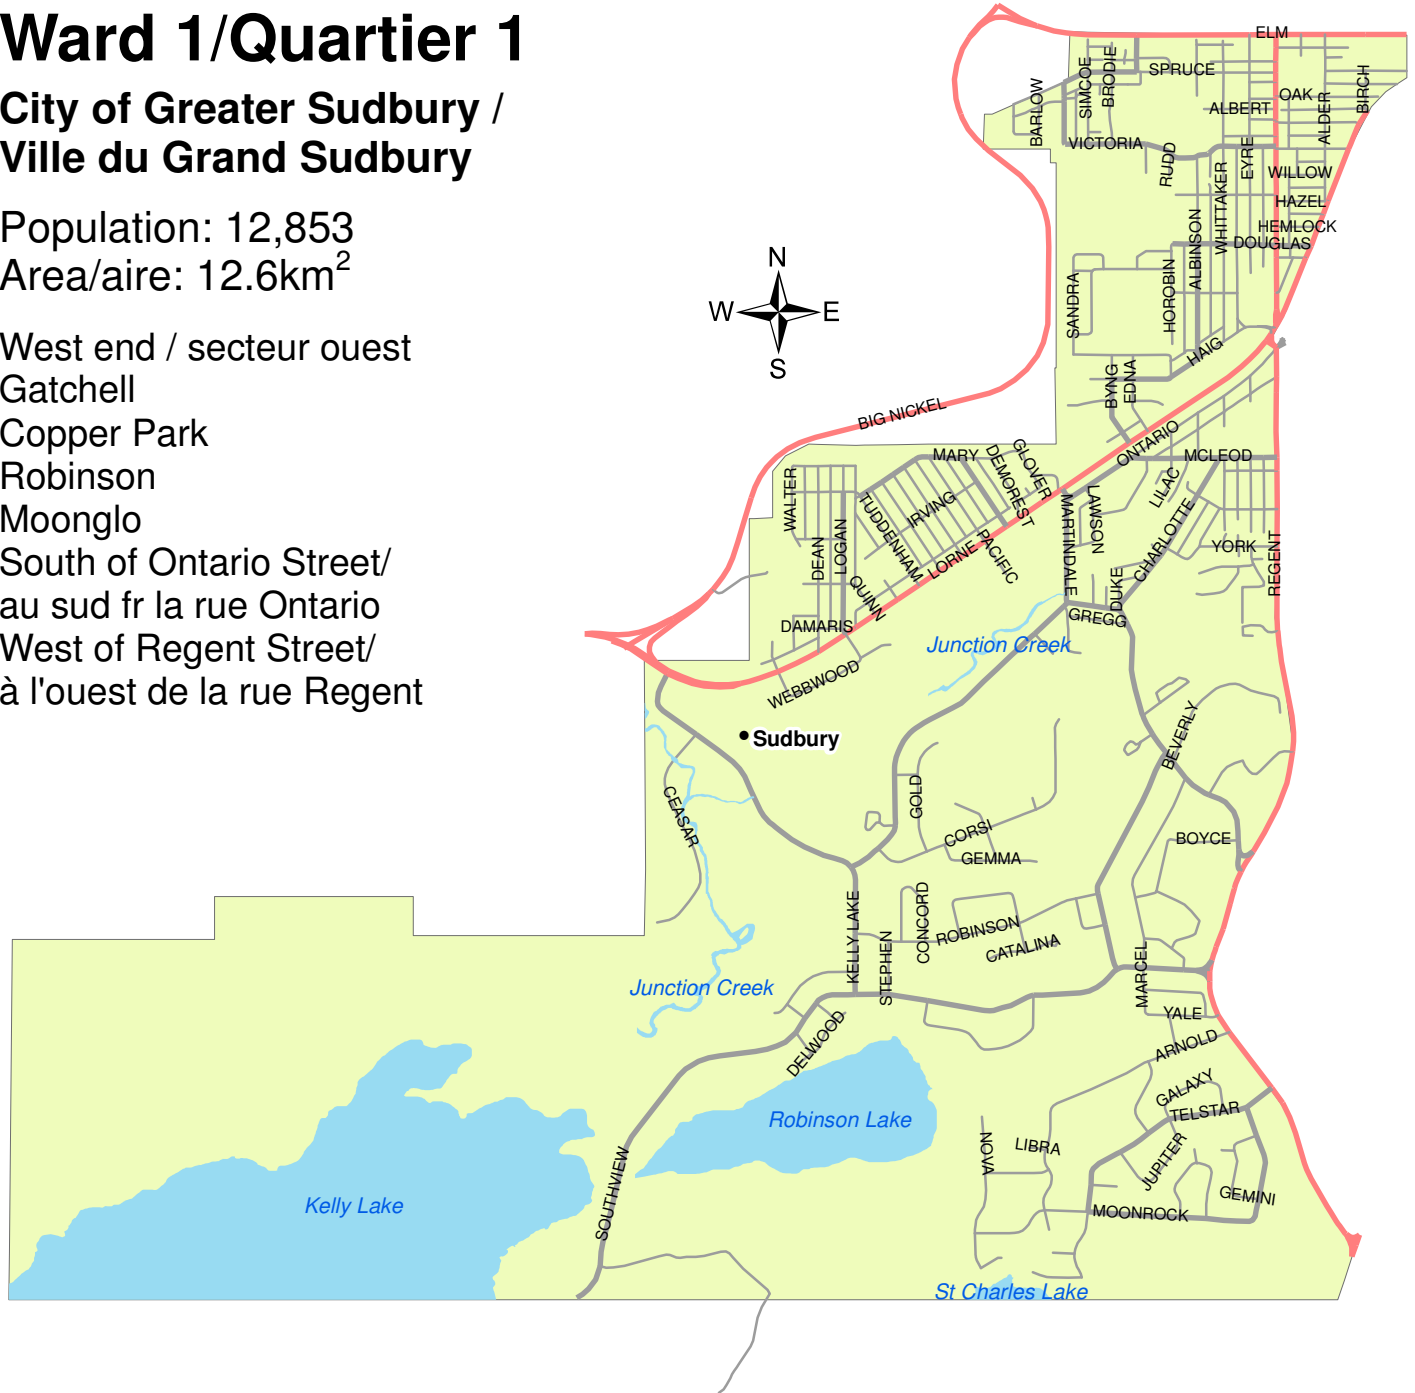 Ward 1/Quartier 1
City of Greater Sudbury /
Ville du Grand Sudbury
Population: 12,853
Area/aire: 12.6km2
West end / secteur ouest
Gatchell
Copper Park
Robinson
Moonglo
South of Ontario Street/
au sud fr la rue Ontario
West of Regent Street/
à l'ouest de la rue Regent
N
W
E
S
ELM
SPRUCE
SIMCOE
BRODIE
BARLOW
OAK
ALBERT
ALDER
BIRCH
VICTORIA
RUDD
EYRE
WILLOW
WHITTAKER
HAZEL
HEMLOCK
DOUGLAS
ALBINSON
HOROBIN
SANDRA
HAIG
BYNG
EDNA
BIG NICKEL
ONTARIO
MCLEOD
MARY
GLOVER
DEMOREST
WALTER
TUDDENHAM
IRVING
LOGAN
DEAN
QUINN
LORNE
PACIFIC
MARTINDALE
LAWSON
LILAC
CHARLOTTE
YORK
REGENT
DUKE
GREGG
DAMARIS
WEBBWOOD
Junction Creek
Sudbury
BEVERLY
CEASAR
GOLD
CORSI
GEMMA
BOYCE
KELLY LAKE
STEPHEN
CONCORD
ROBINSON
CATALINA
MARCEL
Junction Creek
YALE
DELWOOD
ARNOLD
GALAXY
TELSTAR
Robinson Lake
NOVA
LIBRA
JUPITER
GEMINI
MOONROCK
Kelly Lake
SOUTHVIEW
St Charles Lake